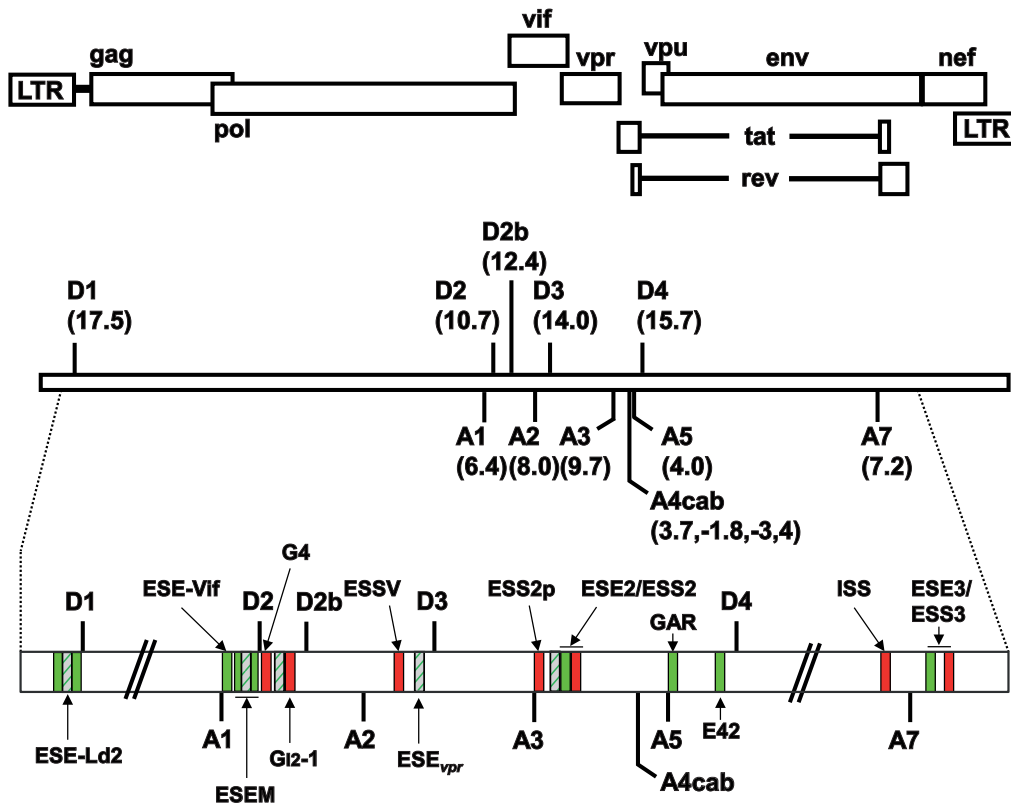 vif
gag
vpr
vpu
env
nef
LTR
pol
LTR
tat
rev
D2b
(12.4)
D1
(17.5)
D2
(10.7)
D3
(14.0)
D4
(15.7)
A1
(6.4)
A2
(8.0)
A3
(9.7)
A5
(4.0)
A7
(7.2)
A4cab
(3.7,-1.8,-3,4)
G4
ESE-Vif
ESSV
ESS2p
ESE2/ESS2
ISS
ESE3/
ESS3
D1
D2
D2b
D3
GAR
D4
A1
A2
A3
A5
E42
A7
ESE-Ld2
GI2-1
ESEvpr
A4cab
ESEM